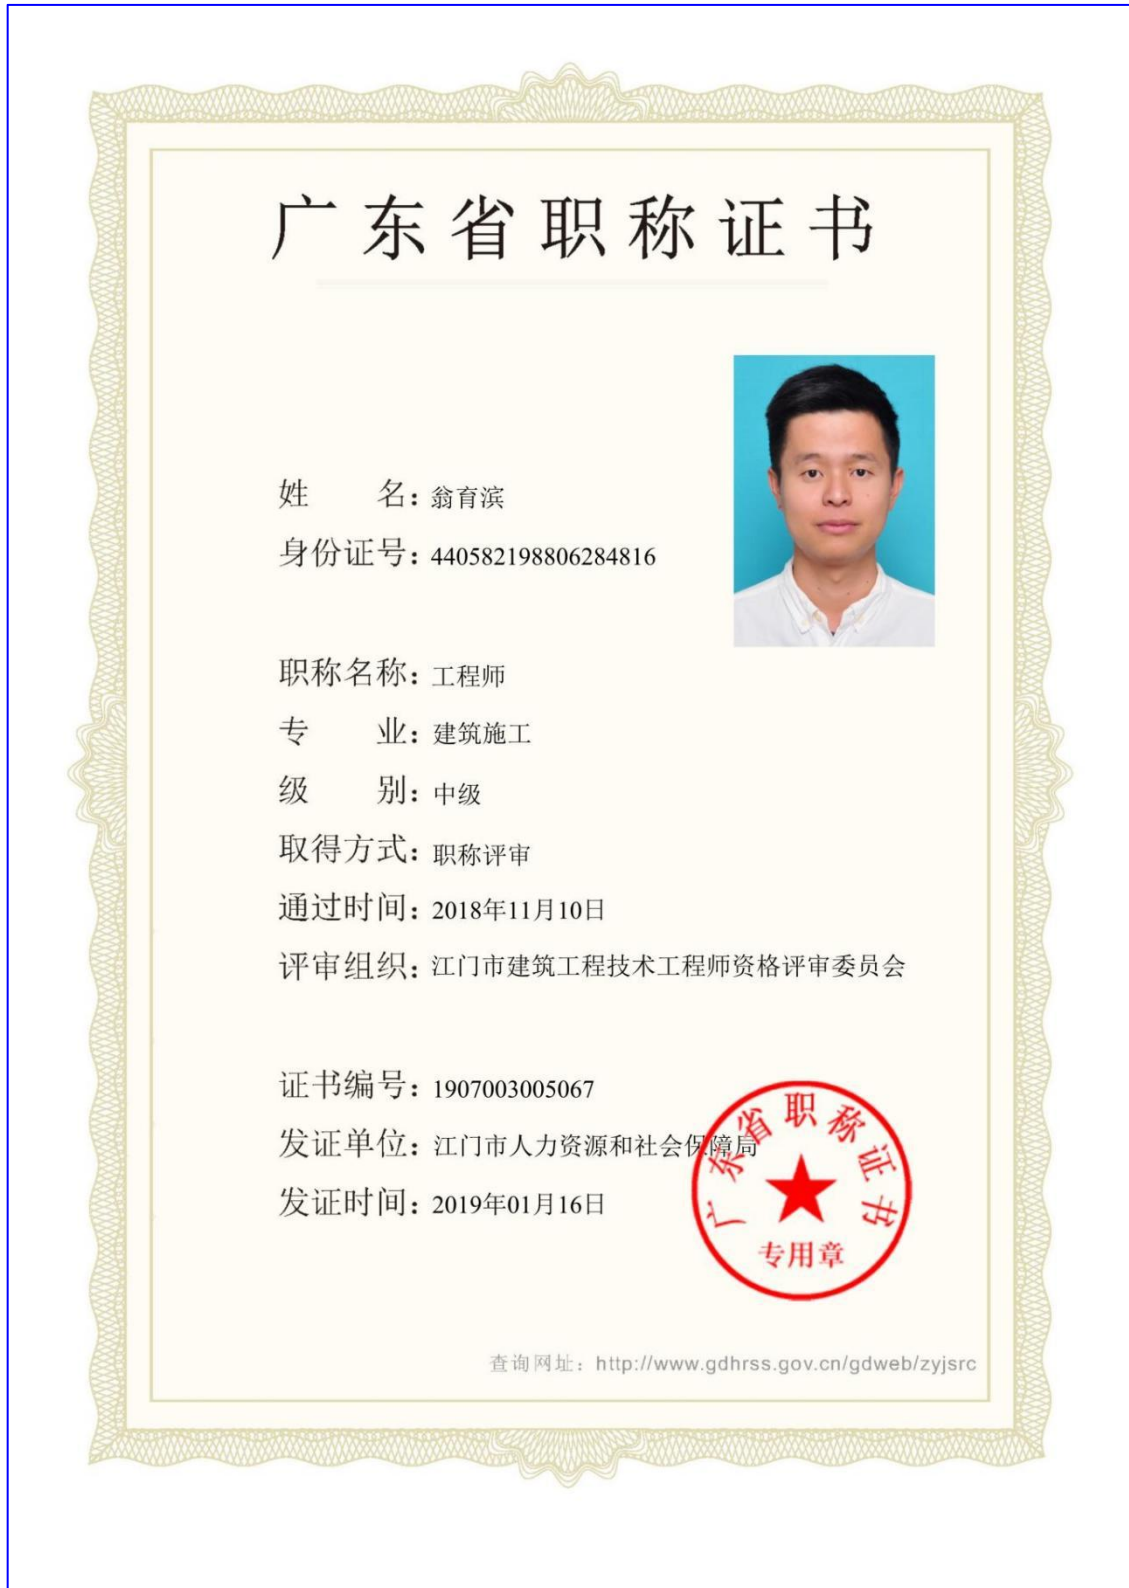 广东省职称证书
姓 名：翁育滨
身份证号：440582198806284816
职称名称：工程师
专 业：建筑施工
级 别：中级
取得方式：职称评审
通过时间：2018年11月10日
评审组织：江门市建筑工程技术工程师资格评审委员会
证书编号：1907003005067
发证单位：江门市人力资源和社会保障局
发证时间：2019年01月16日
广东省职称证书
专用章
查询网址：http://www.gdhrss.gov.cn/gdweb/zyjsrc